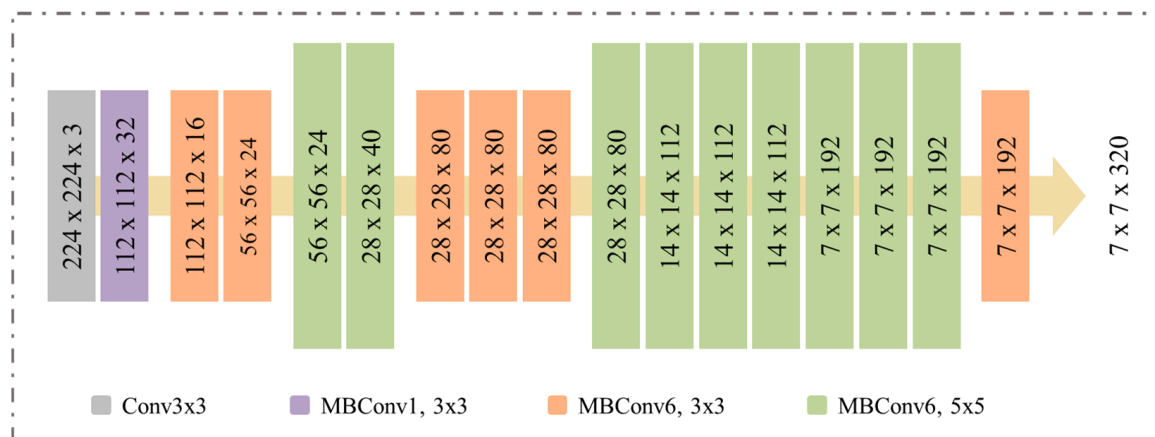 224 x 224 x 3
112 x 112 x 32
112 x 112 x 16
56 x 56 x 24
56 x 56 x 24
28 x 28 x 40
28 x 28 x 80
28 x 28 x 80
28 x 28 x 80
28 x 28 x 80
14 x 14 x 112
14 x 14 x 112
14 x 14 x 112
7 x 7 x 192
7 x 7 x 192
7 x 7 x 192
7 x 7 x 192
7 x 7 x 320
Conv3x3
MBConv1, 3x3
MBConv6, 3x3
MBConv6, 5x5